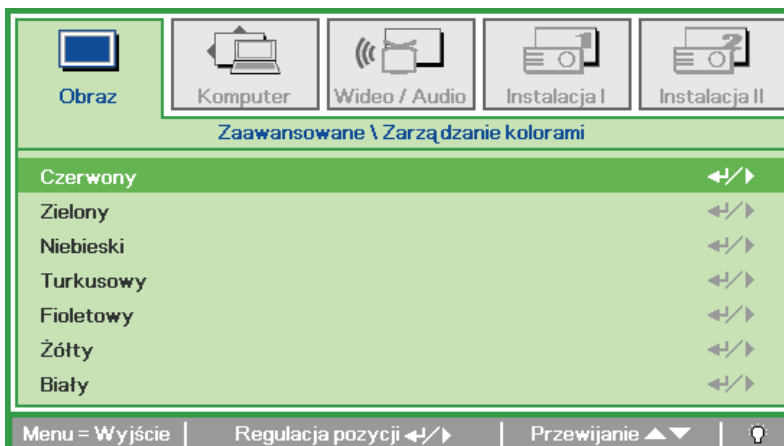 Obraz
Komputer
Wideo / Audio
Instalacja I
Instalacja II
Zaawansowane \ Zarządzanie kolorami
Czerwony
Zielony
Niebieski
Turkusowy
Fioletowy
Żółty
Biały
Menu = Wyjście | Regulacja pozycji | Przewijanie